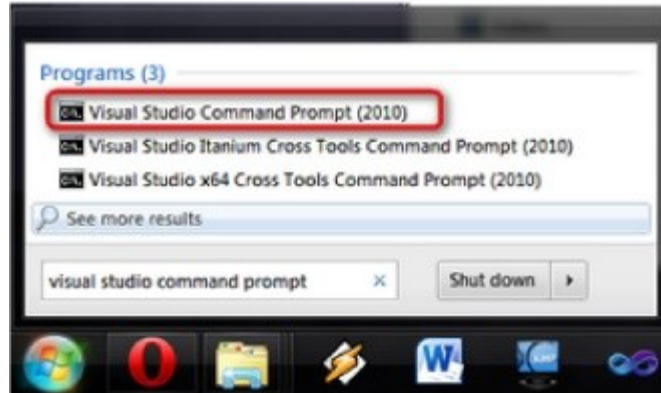 Programs (3)
Visual Studio Command Prompt (2010)
Visual Studio Itanium Cross Tools Command Prompt (2010)
Visual Studio x64 Cross Tools Command Prompt (2010)
See more results
visual studio command prompt
Shut down